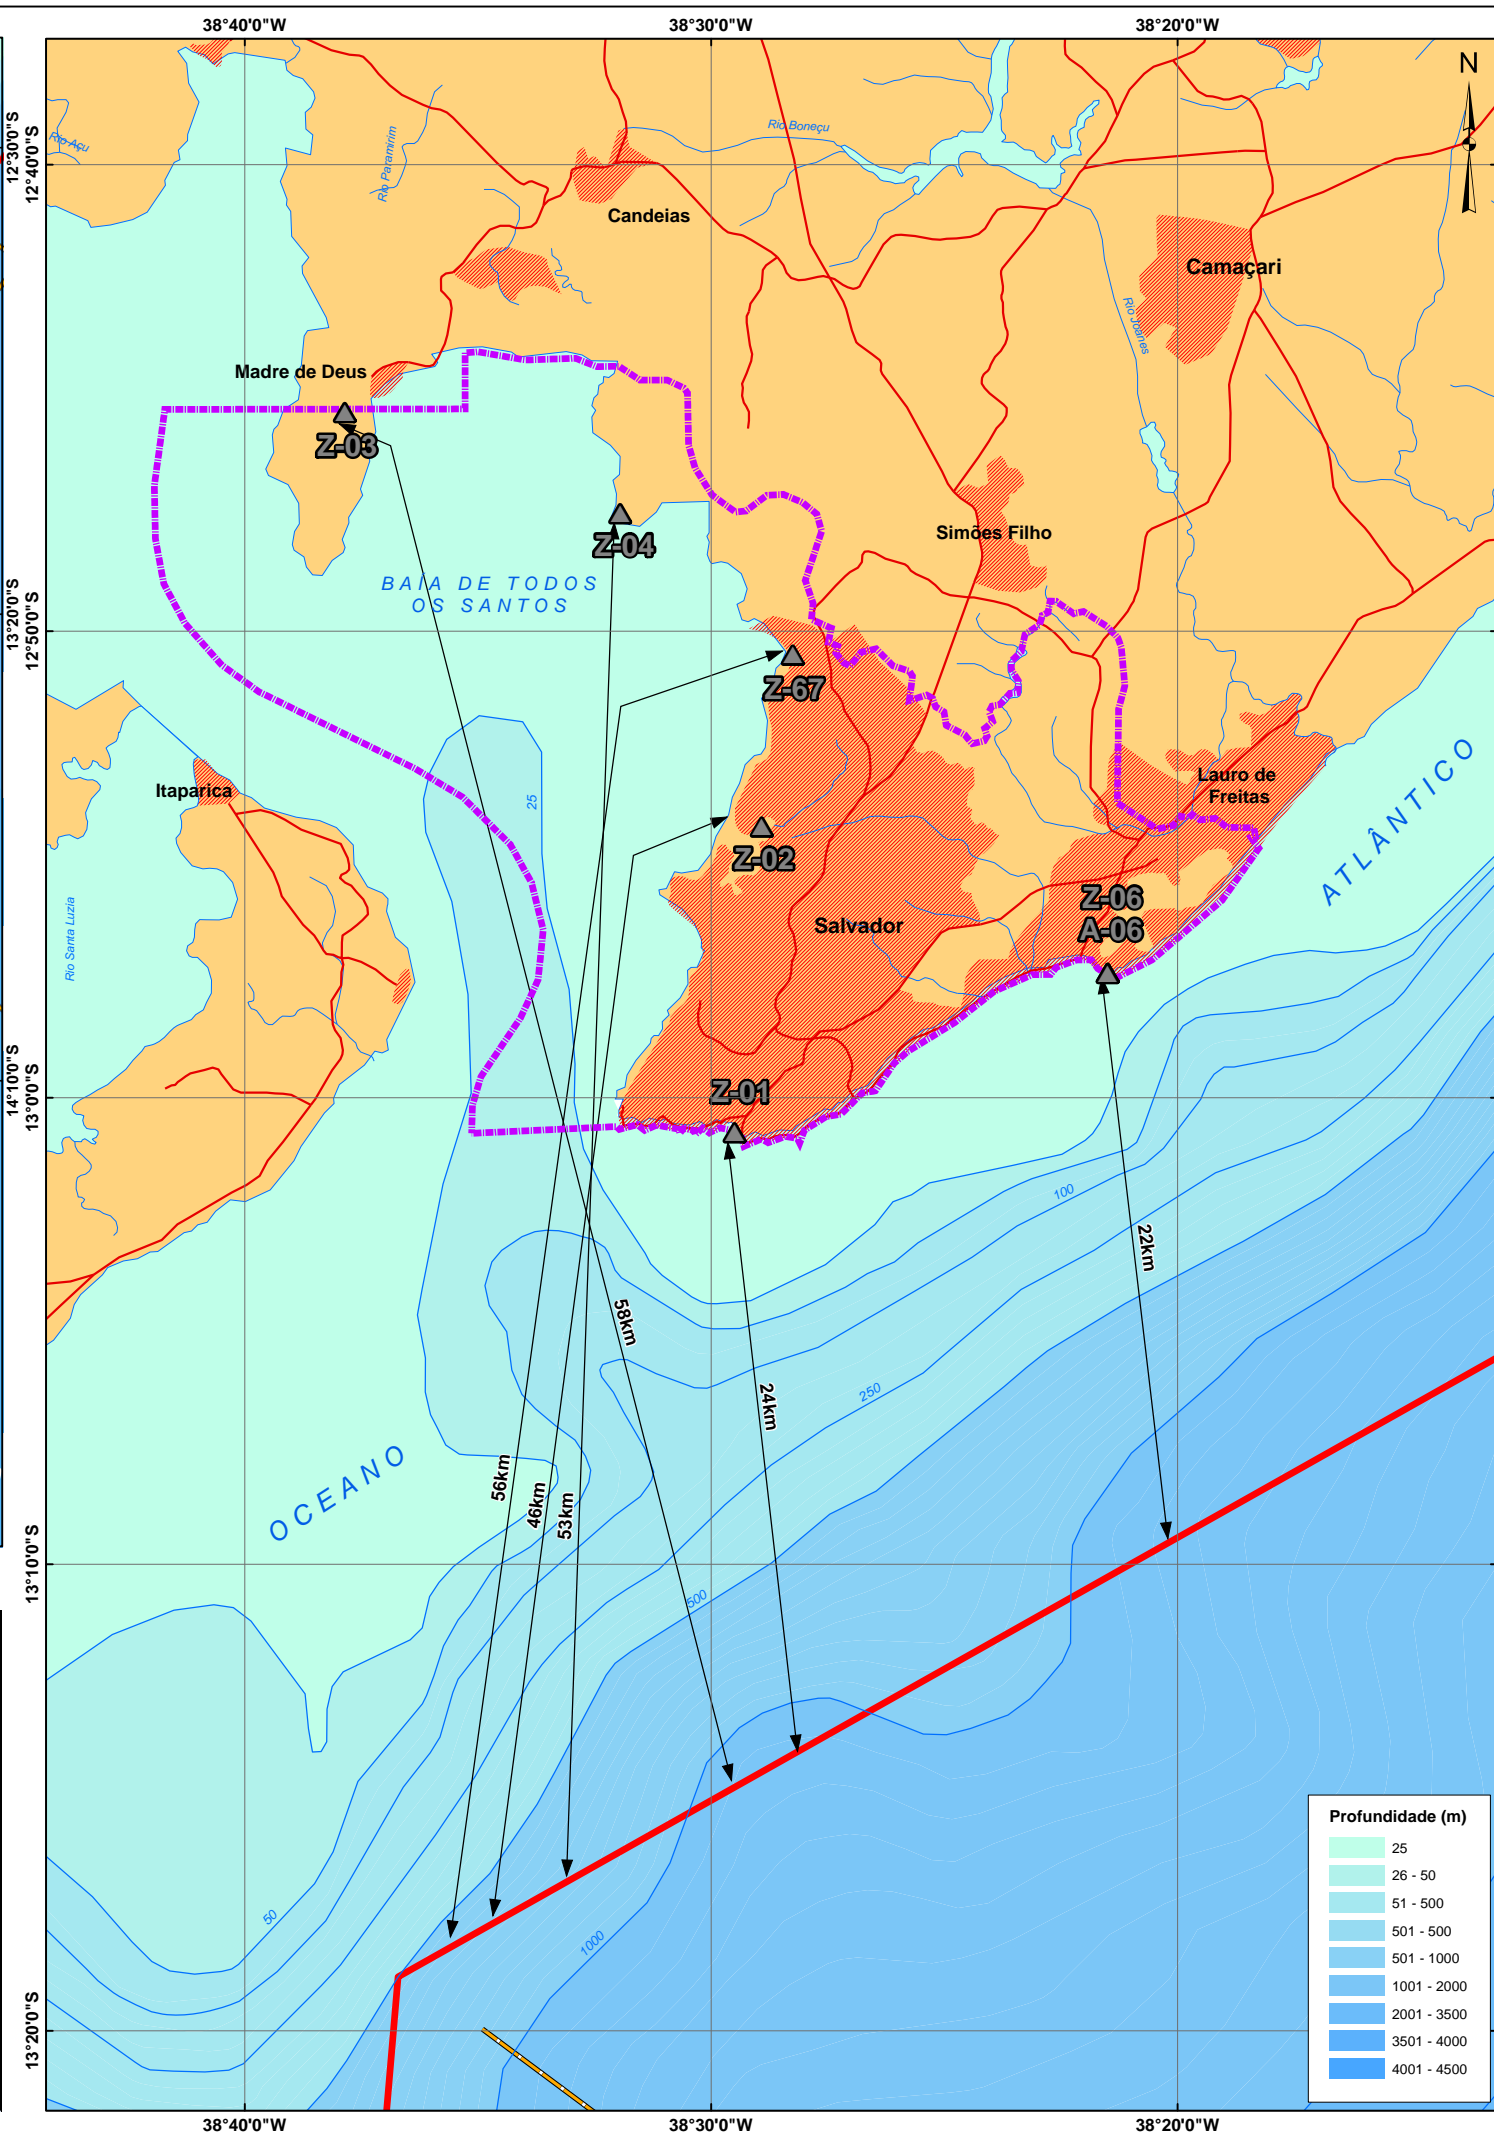 38°40'0"W
38°30'0"W
38°20'0"W
N
12°30'0"S
12°40'0"S
Rio Açu
Rio Paramirim
Rio Boneçu
Candeias
Camaçari
Rio Joanes
Madre de Deus
Z-03
Z-04
Simões Filho
BAÍA DE TODOS
OS SANTOS
13°20'0"S
12°50'0"S
Z-67
Itaparica
25
Lauro de
Freitas
ATLÂNTICO
Z-02
Z-06
A-06
Salvador
Rio Santa Luzia
14°10'0"S
13°0'0"S
Z-01
100
22km
58km
24km
250
OCEANO
56km
46km
53km
13°10'0"S
500
Profundidade (m)
25
26 - 50
51 - 500
501 - 500
501 - 1000
1001 - 2000
2001 - 3500
3501 - 4000
4001 - 4500
50
1000
13°20'0"S
38°40'0"W
38°30'0"W
38°20'0"W